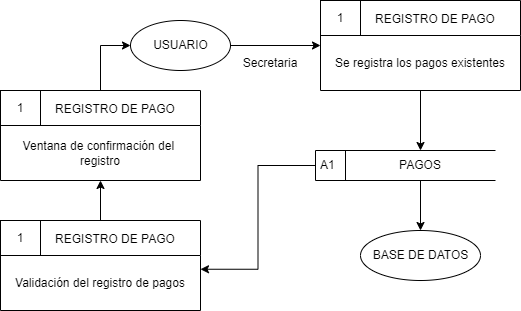 1 REGISTRO DE PAGO
USUARIO
Secretaria
Se registra los pagos existentes
1 REGISTRO DE PAGO
Ventana de confirmación del
registro
A1 PAGOS
1 REGISTRO DE PAGO
Validación del registro de pagos
BASE DE DATOS